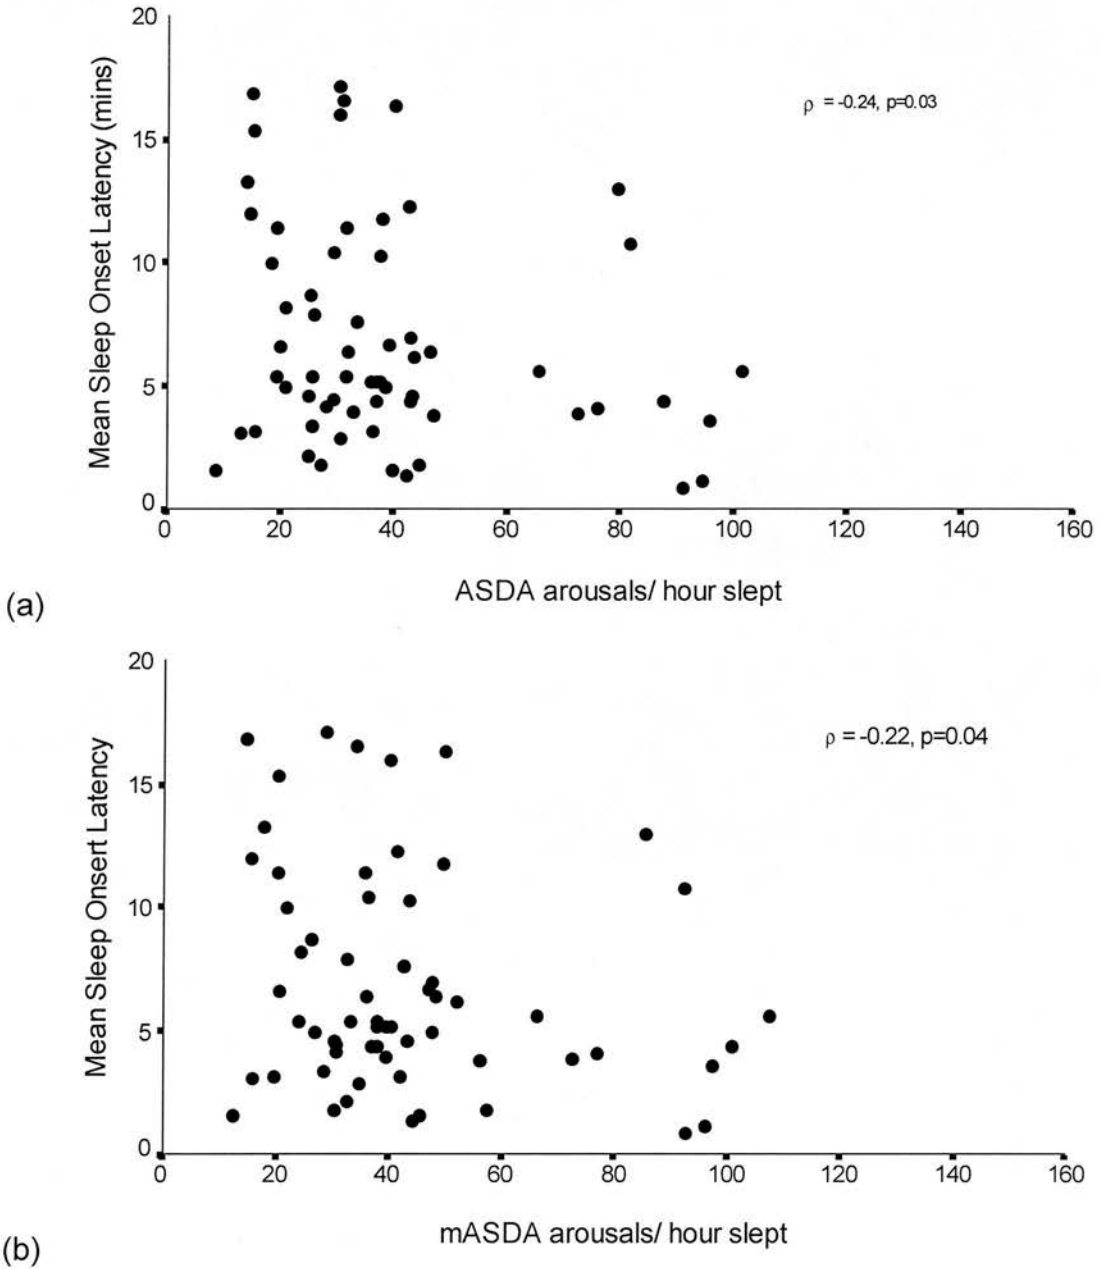 20
15
10
5
0
Mean Sleep Onset Latency (mins)
ρ = -0.24, p=0.03
0 20 40 60 80 100 120 140 160
ASDA arousals/ hour slept
(a)
20
15
10
5
0
Mean Sleep Onsert Latency
ρ = -0.22, p=0.04
0 20 40 60 80 100 120 140 160
mASDA arousals/ hour slept
(b)